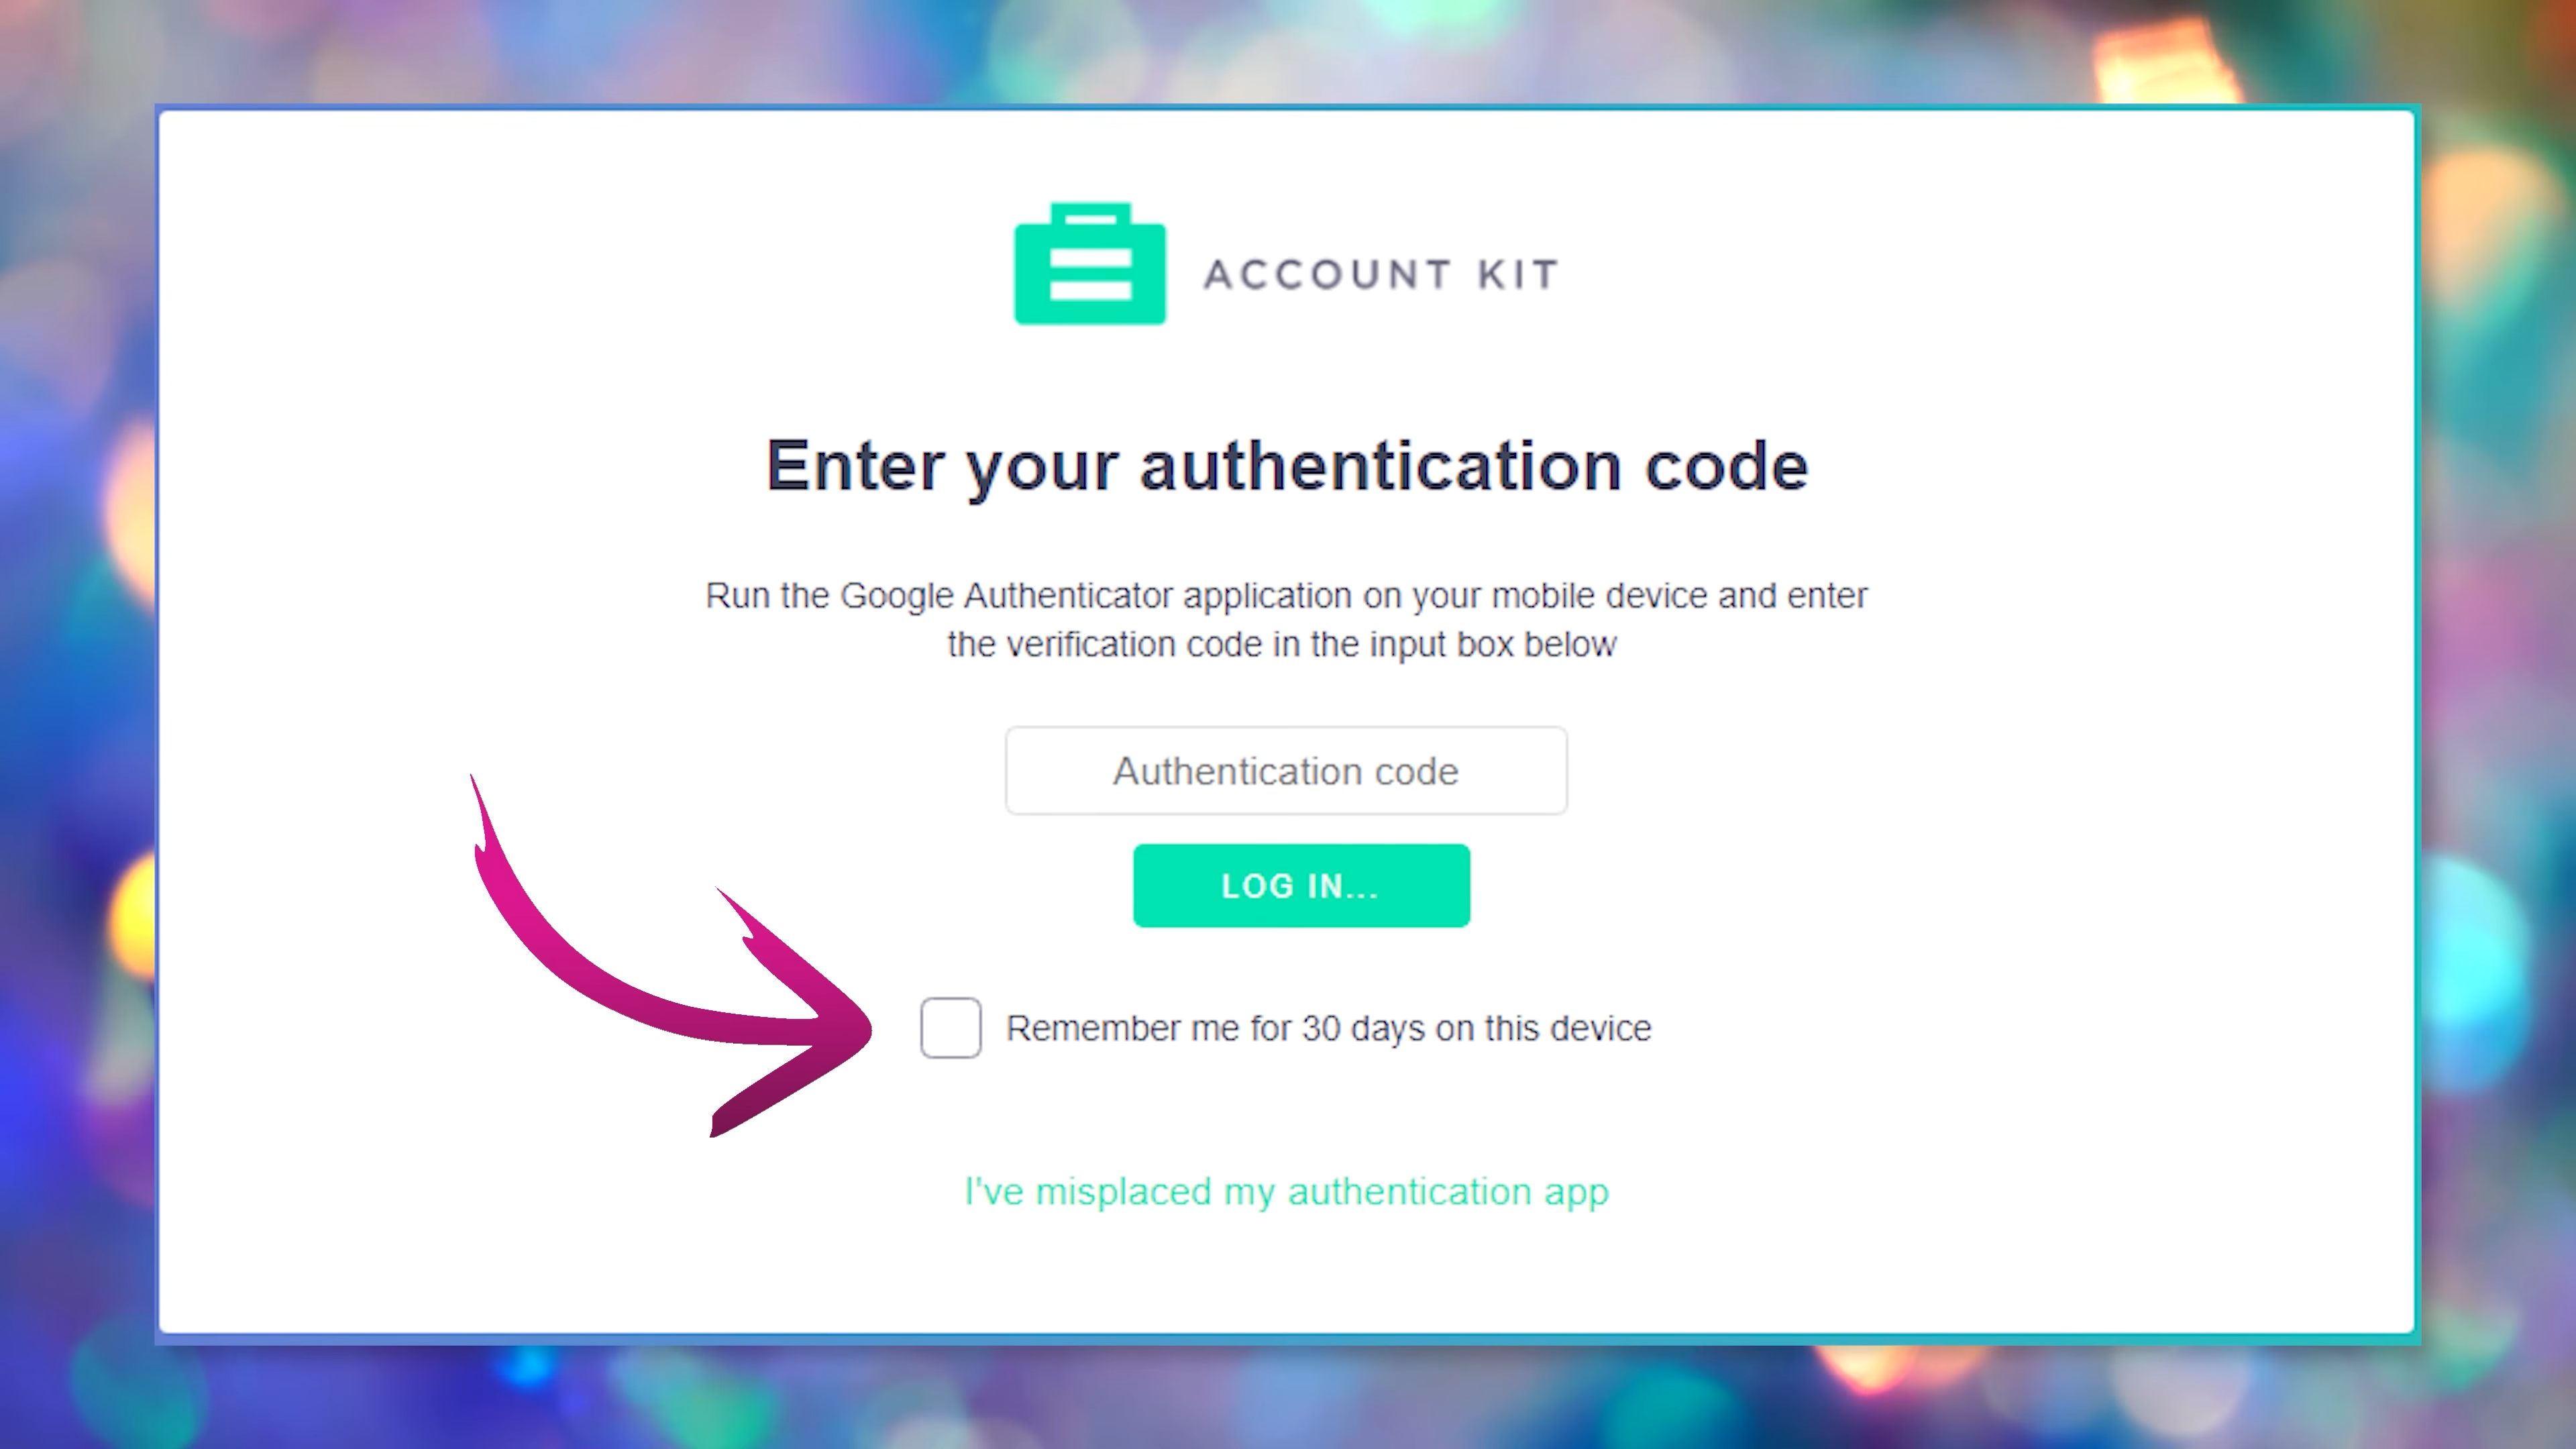 ACCOUNT KIT
Enter your authentication code
Run the Google Authenticator application on your mobile device and enter
the verification code in the input box below
Authentication code
LOG IN...
Remember me for 30 days on this device
I've misplaced my authentication app